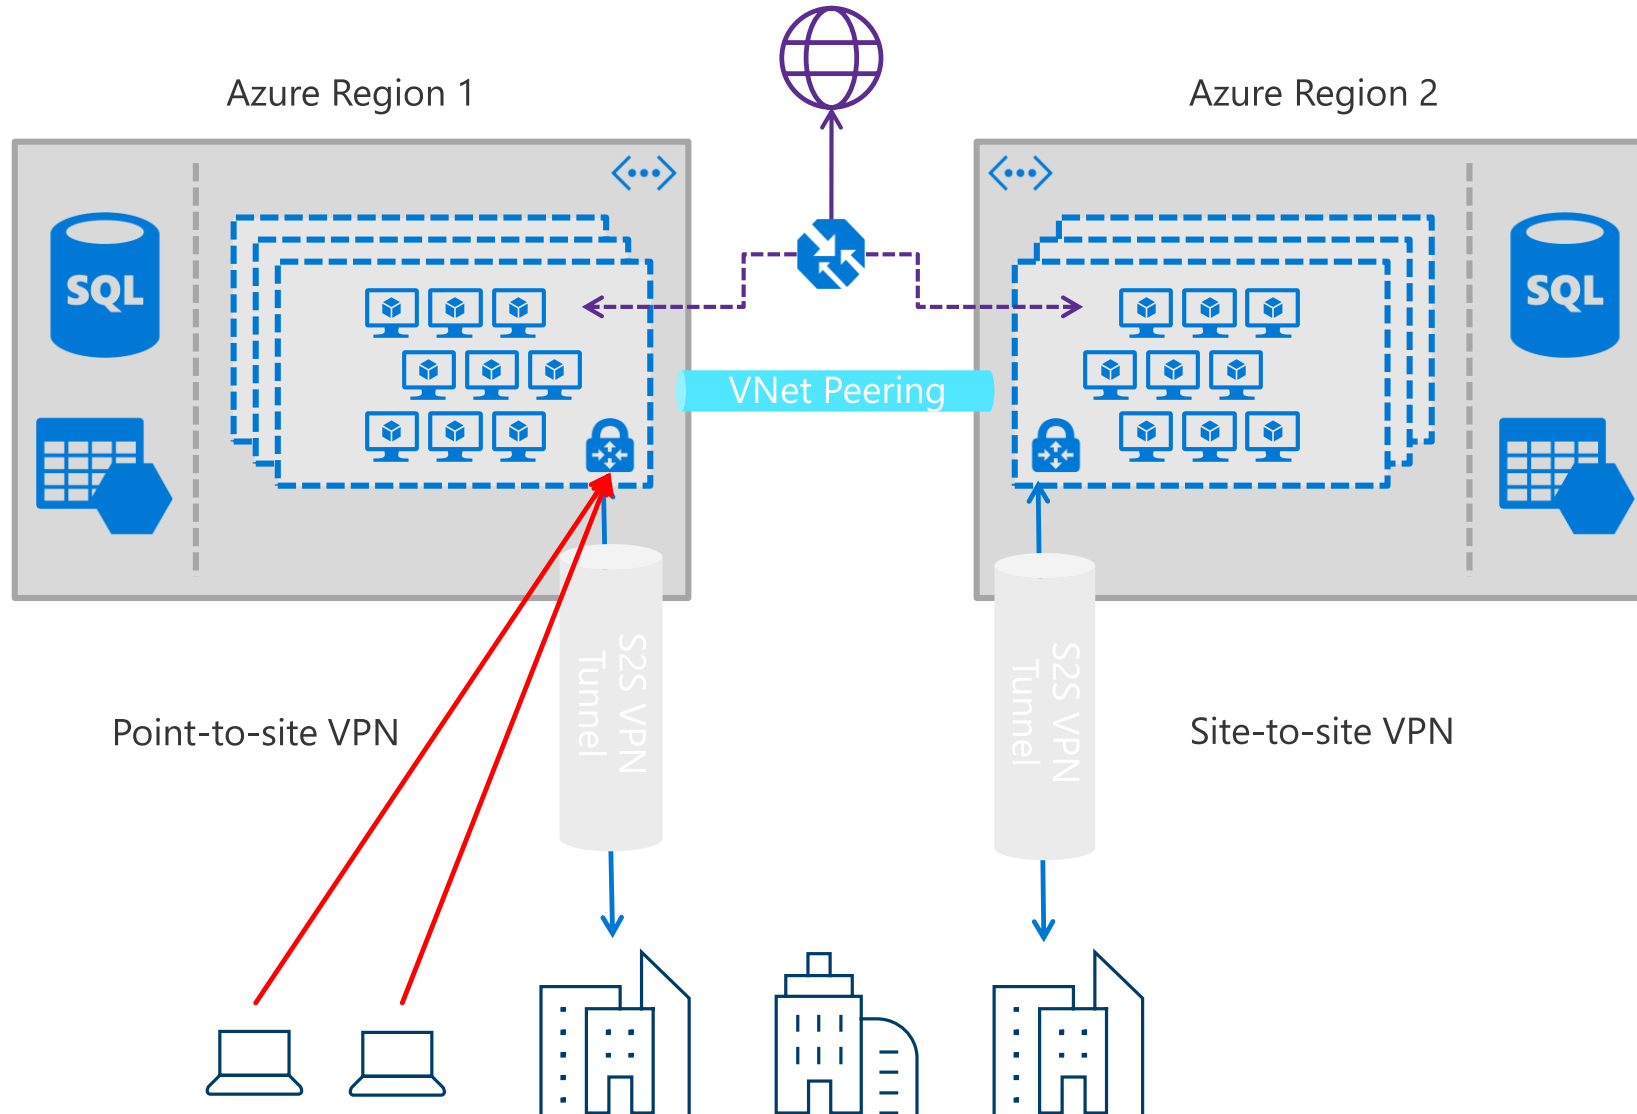 Azure Region 1
Azure Region 2
SQL
SQL
VNet Peering
S2S VPN
Tunnel
S2S VPN
Tunnel
Point-to-site VPN
Site-to-site VPN